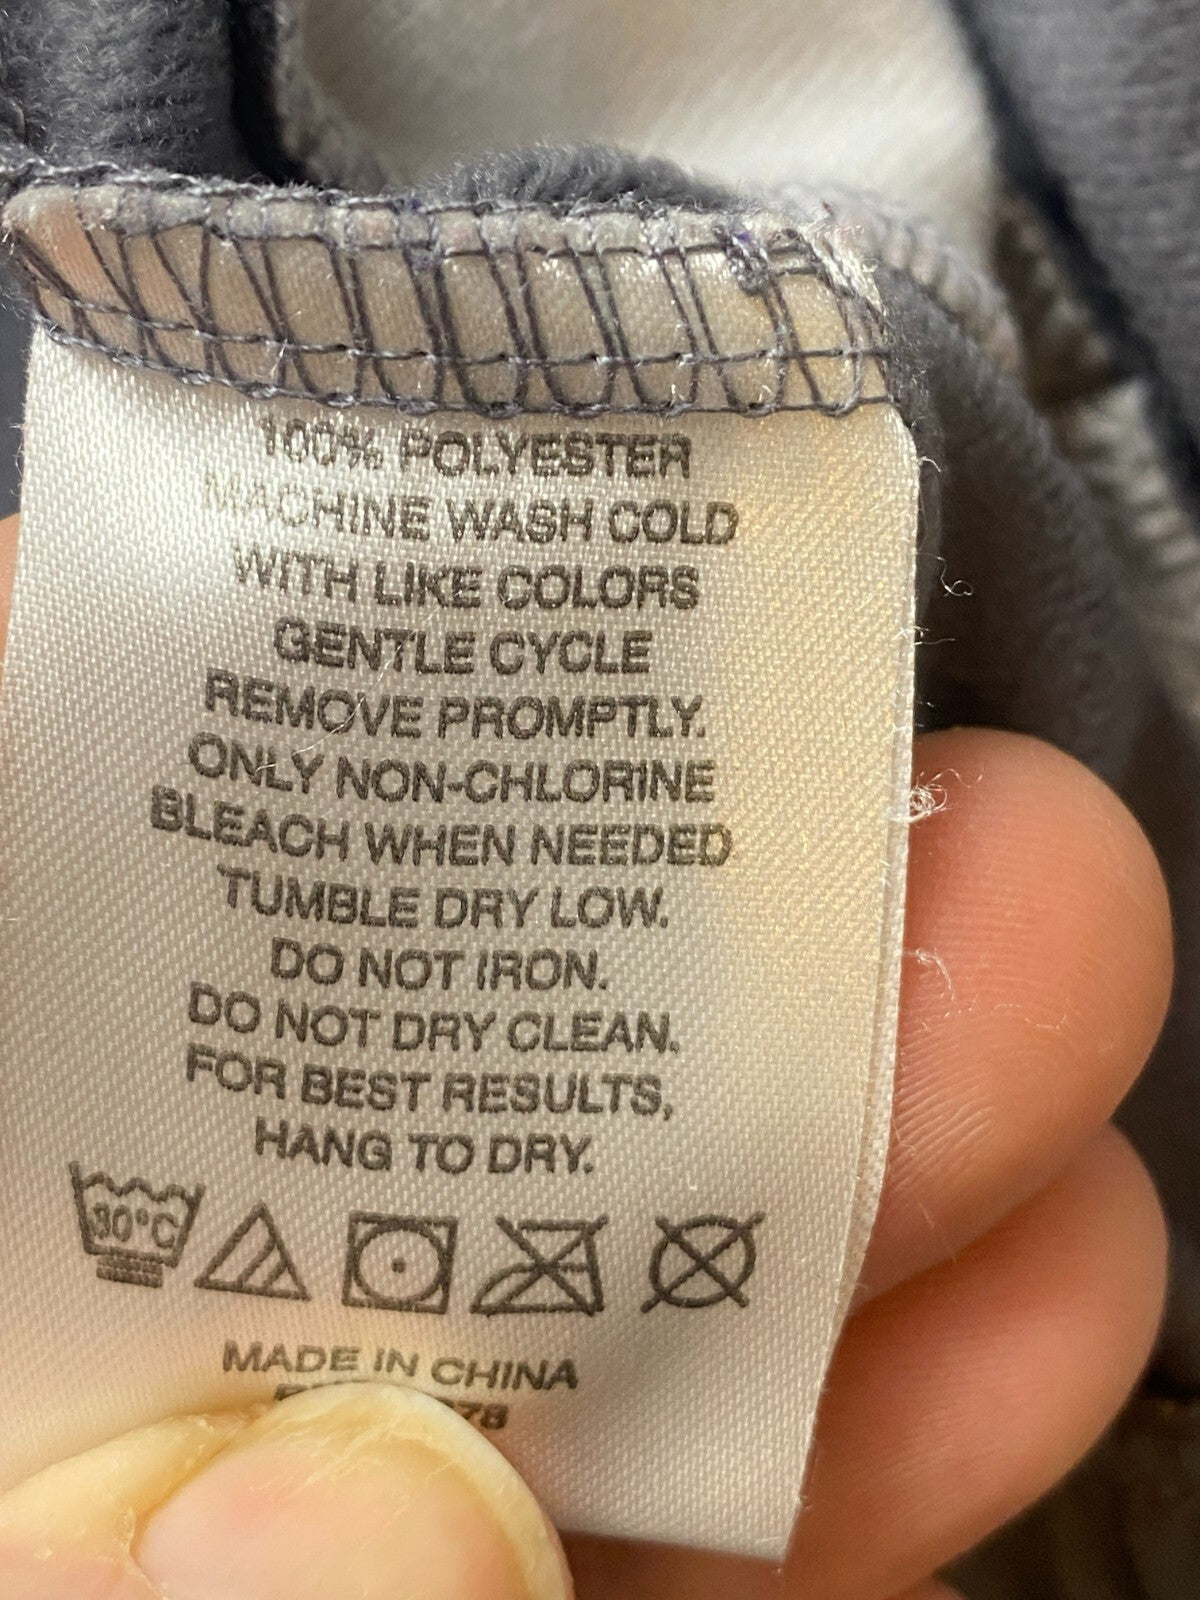 100% POLYESTER
MACHINE WASH COLD
WITH LIKE COLORS
GENTLE CYCLE
REMOVE PROMPTLY.
ONLY NON-CHLORINE
BLEACH WHEN NEEDED
TUMBLE DRY LOW.
DO NOT IRON.
DO NOT DRY CLEAN.
FOR BEST RESULTS,
HANG TO DRY.
30°C
MADE IN CHINA